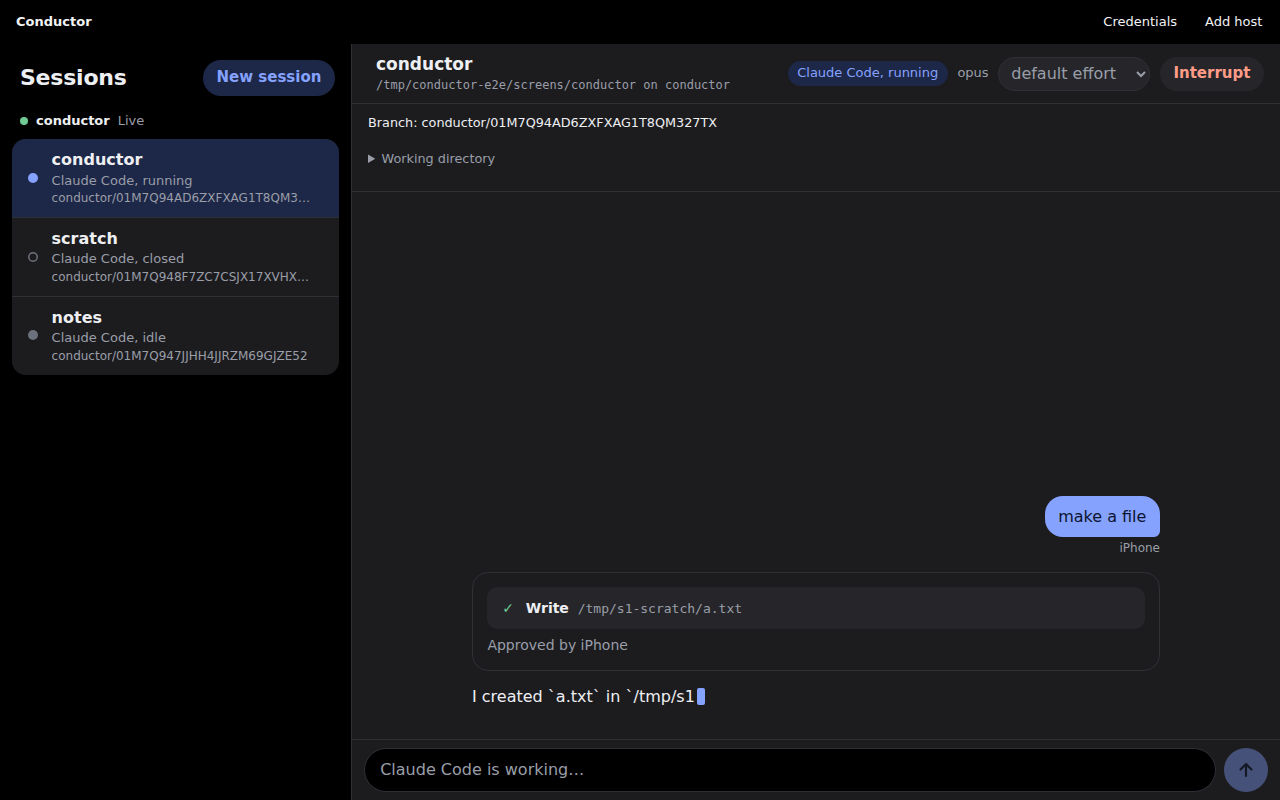 Conductor
Credentials
Add host
Sessions
New session
conductor Live
conductor
Claude Code, running
conductor/01M7Q94AD6ZXFXAG1T8QM3…
scratch
Claude Code, closed
conductor/01M7Q948F7ZC7CSJX17XVHX…
notes
Claude Code, idle
conductor/01M7Q947JJHH4JJRZM69GJZE52
conductor
/tmp/conductor-e2e/screens/conductor on conductor
Claude Code, running
opus
default effort
Interrupt
Branch: conductor/01M7Q94AD6ZXFXAG1T8QM327TX
Working directory
make a file
iPhone
✓ Write /tmp/s1-scratch/a.txt
Approved by iPhone
I created `a.txt` in `/tmp/s1
Claude Code is working…